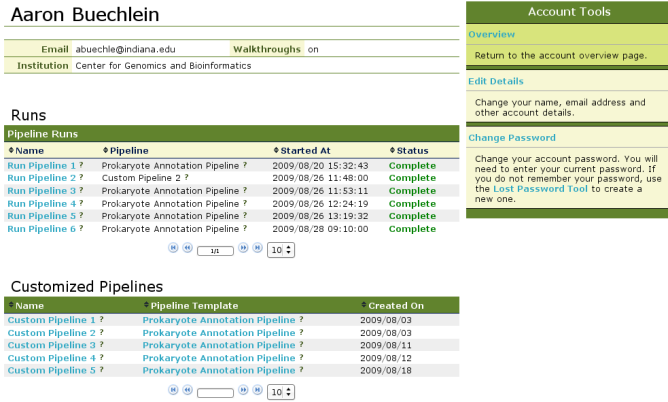 Aaron Buechlein
Email abuechle@indiana.edu Walkthroughs on
Institution Center for Genomics and Bioinformatics
Runs
Pipeline Runs
Name Pipeline Started At Status
Run Pipeline 1 ? Prokaryote Annotation Pipeline ? 2009/08/20 15:32:43 Complete
Run Pipeline 2 ? Custom Pipeline 2 ? 2009/08/26 11:48:00 Complete
Run Pipeline 3 ? Prokaryote Annotation Pipeline ? 2009/08/26 11:53:11 Complete
Run Pipeline 4 ? Prokaryote Annotation Pipeline ? 2009/08/26 12:24:19 Complete
Run Pipeline 5 ? Prokaryote Annotation Pipeline ? 2009/08/26 13:19:32 Complete
Run Pipeline 6 ? Prokaryote Annotation Pipeline ? 2009/08/28 09:10:00 Complete
1/1 10
Customized Pipelines
Name Pipeline Template Created On
Custom Pipeline 1 ? Prokaryote Annotation Pipeline ? 2009/08/03
Custom Pipeline 2 ? Prokaryote Annotation Pipeline ? 2009/08/03
Custom Pipeline 3 ? Prokaryote Annotation Pipeline ? 2009/08/11
Custom Pipeline 4 ? Prokaryote Annotation Pipeline ? 2009/08/12
Custom Pipeline 5 ? Prokaryote Annotation Pipeline ? 2009/08/18
10
Account Tools
Overview
Return to the account overview page.
Edit Details
Change your name, email address and
other account details.
Change Password
Change your account password. You will
need to enter your current password. If
you do not remember your password, use
the Lost Password Tool to create a
new one.